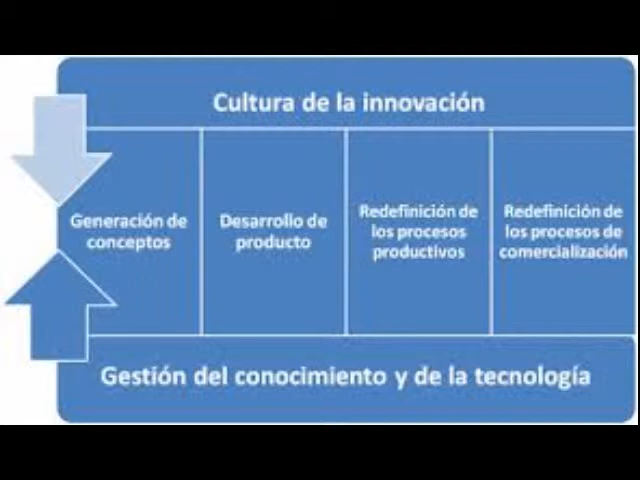 Cultura de la innovación
Generación de
conceptos
Desarrollo de
producto
Redefinición de
los procesos
productivos
Redefinición de
los procesos de
comercialización
Gestión del conocimiento y de la tecnología